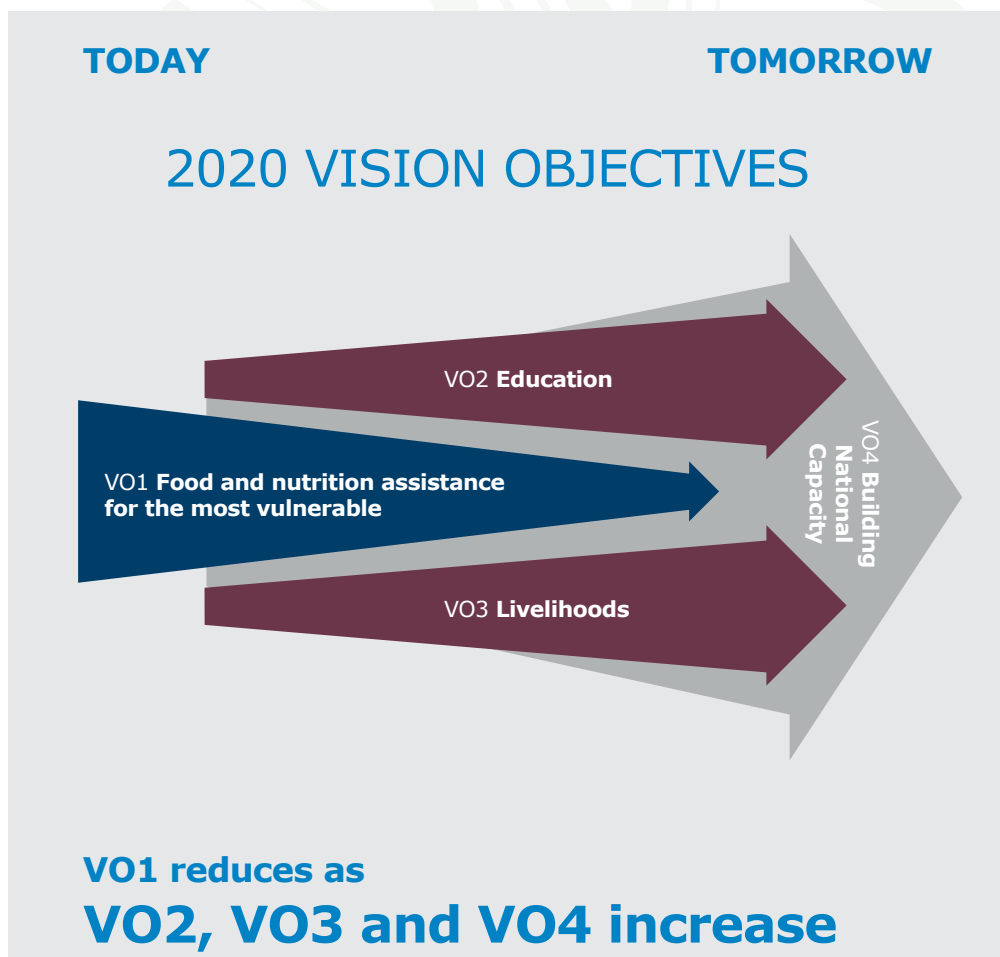 TODAY
TOMORROW
2020 VISION OBJECTIVES
VO2 Education
VO1 Food and nutrition assistance
for the most vulnerable
VO4 Building
National
Capacity
VO3 Livelihoods
VO1 reduces as
VO2, VO3 and VO4 increase